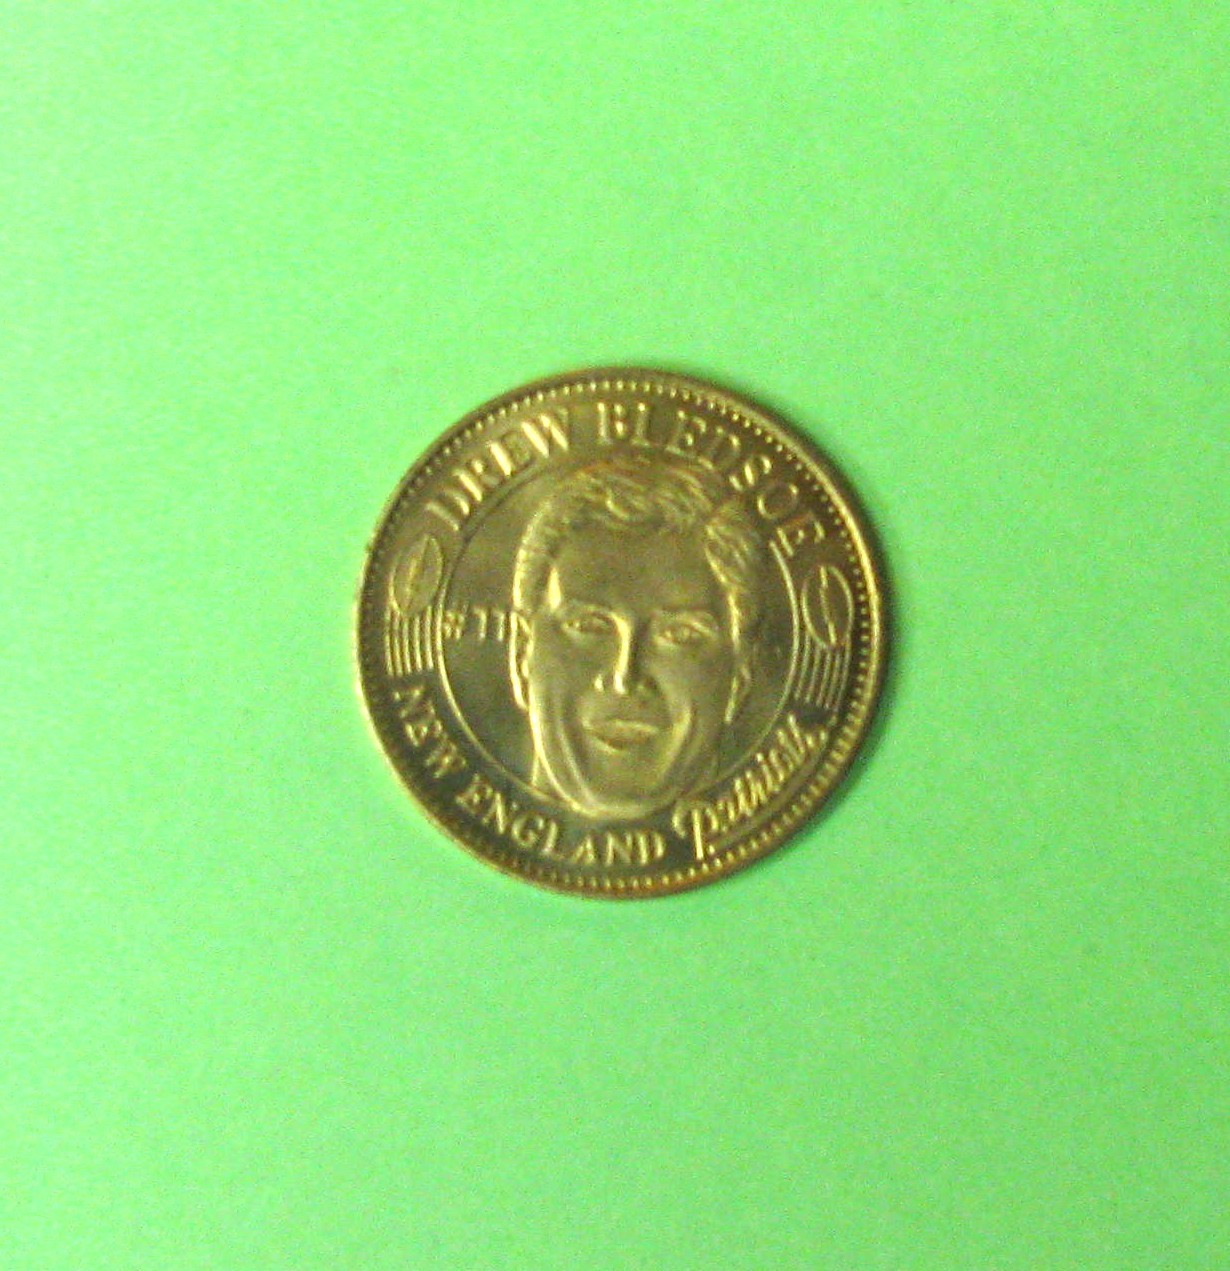 DREW BLEDSOE
#11
NEW ENGLAND Patriots